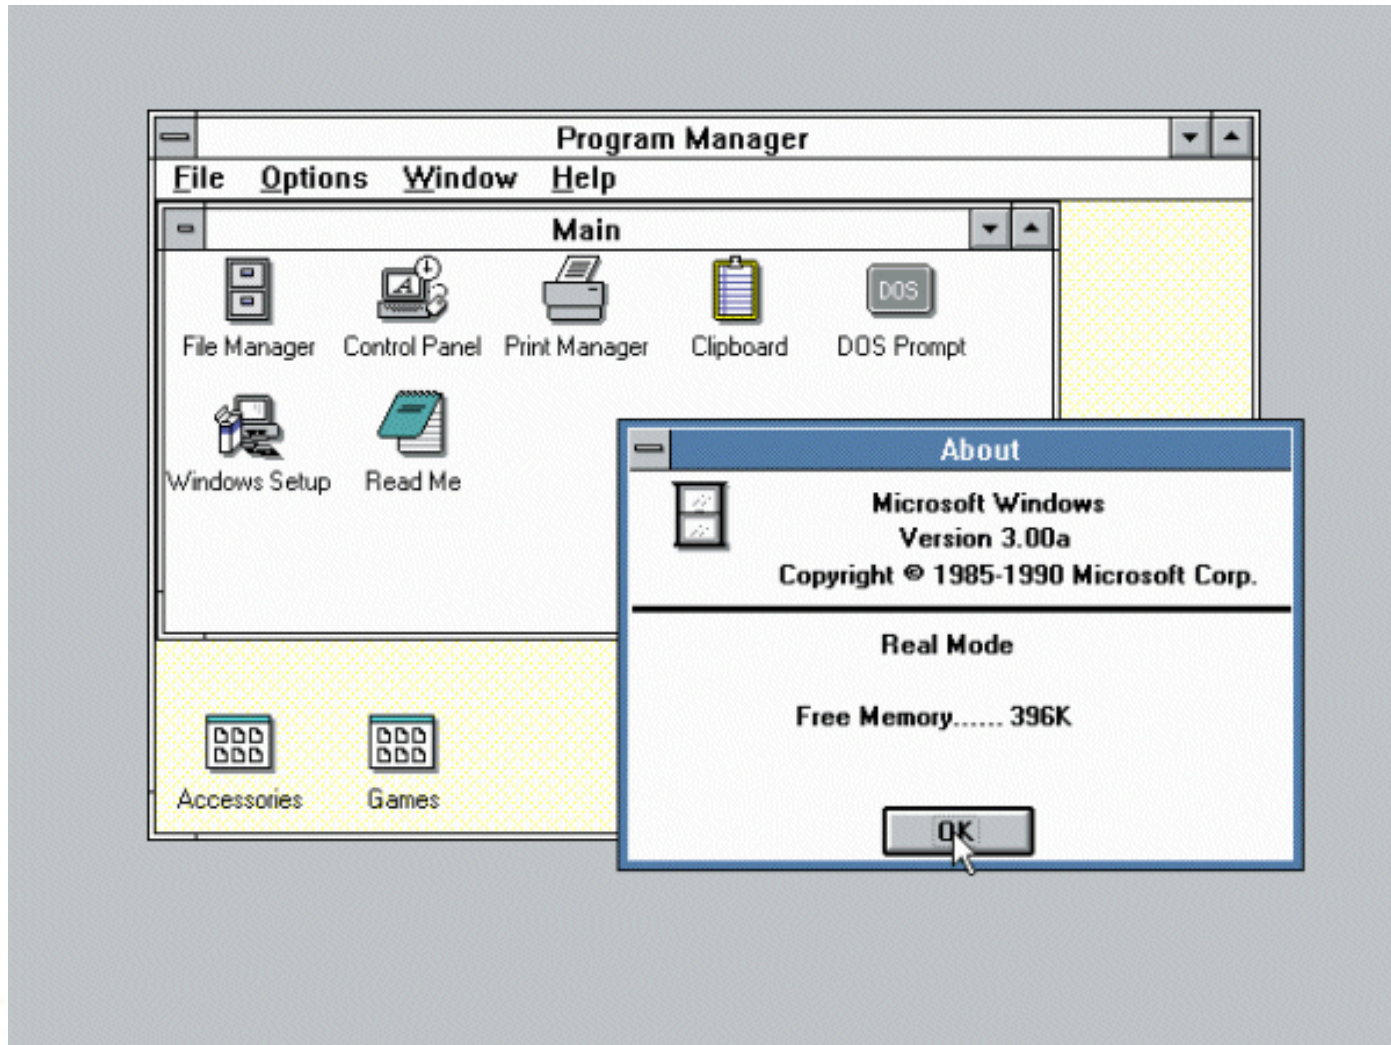 Program Manager
File Options Window Help
Main
DOS
File Manager Control Panel Print Manager Clipboard DOS Prompt
Windows Setup Read Me
About
Microsoft Windows
Version 3.00a
Copyright © 1985-1990 Microsoft Corp.
Real Mode
Free Memory...... 396K
Accessories Games
OK